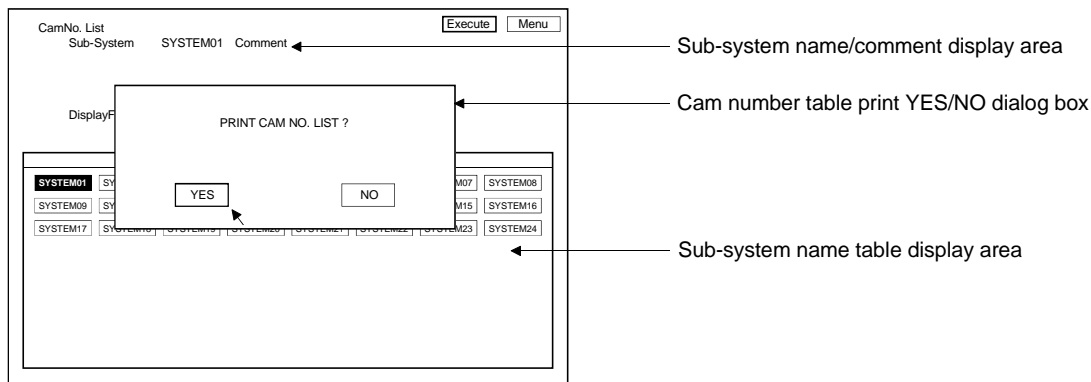 CamNo. List
Execute Menu
Sub-System SYSTEM01 Comment
Sub-system name/comment display area
Cam number table print YES/NO dialog box
PRINT CAM NO. LIST ?
YES NO
SYSTEM01 SYSTEM08
SYSTEM09 SYSTEM16
SYSTEM17 SYSTEM24
Sub-system name table display area